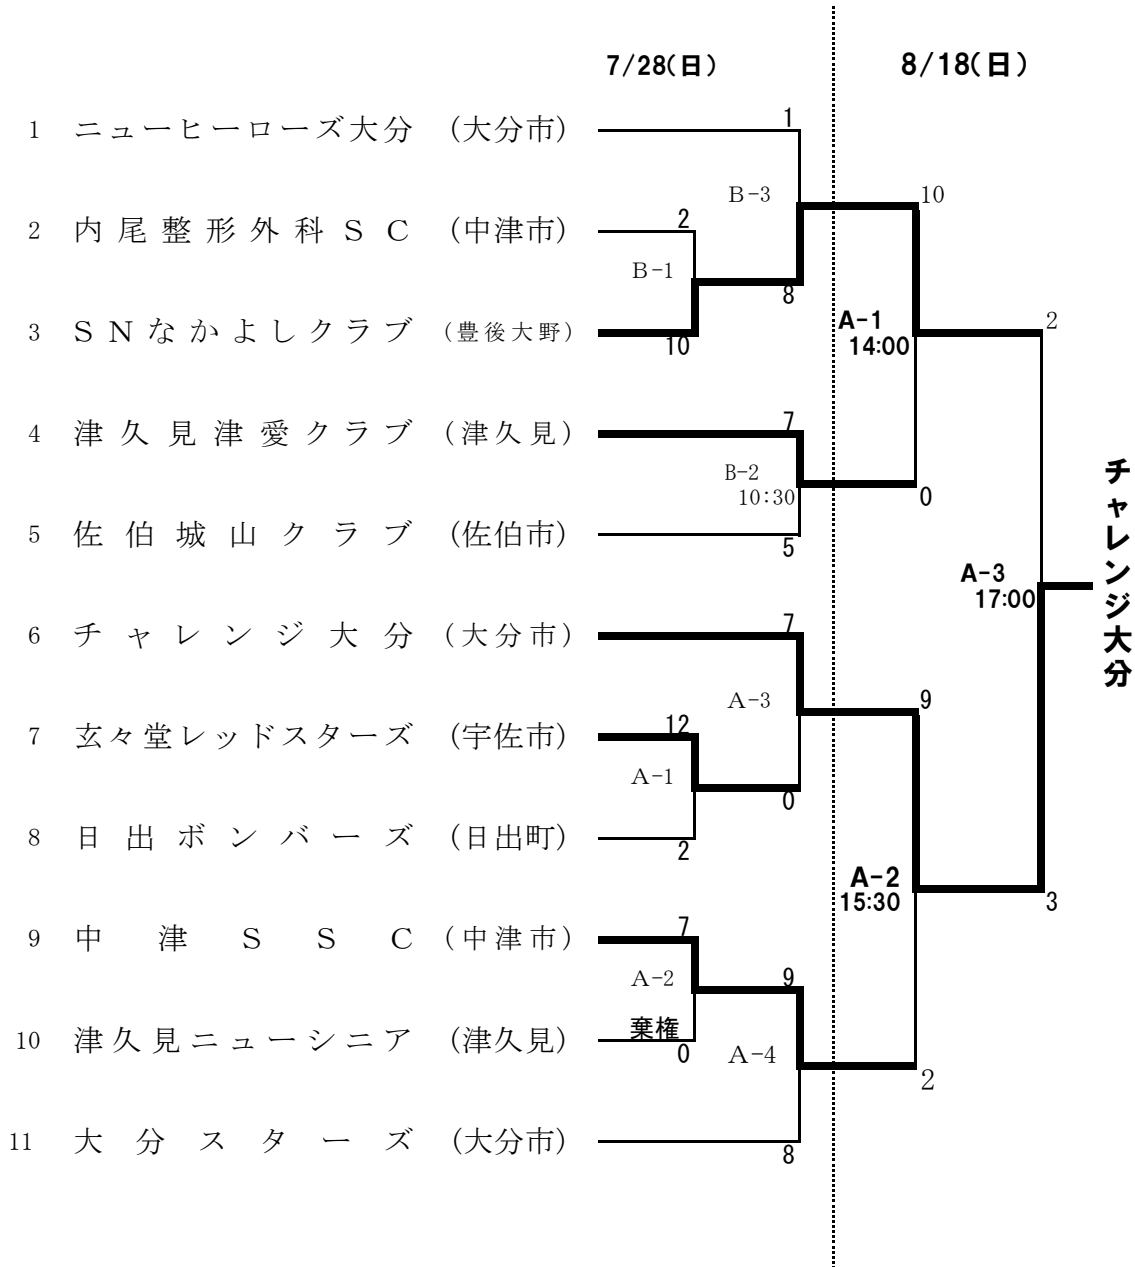 7/28(日)
8/18(日)
1 ニューヒーローズ大分 (大分市)
1
B-3
10
2 内尾整形外科SC (中津市)
2
B-1
8
3 SNなかよしクラブ (豊後大野)
10
A-1
14:00
2
4 津久見津愛クラブ (津久見)
7
B-2
10:30
0
5 佐伯城山クラブ (佐伯市)
5
A-3
17:00
チャレンジ大分
6 チャレンジ大分 (大分市)
7
A-3
9
7 玄々堂レッドスターズ (宇佐市)
12
A-1
0
8 日出ボンバーズ (日出町)
2
A-2
15:30
3
9 中津SSC (中津市)
7
A-2
9
10 津久見ニューシニア (津久見)
棄権
0
A-4
2
11 大分スターズ (大分市)
8